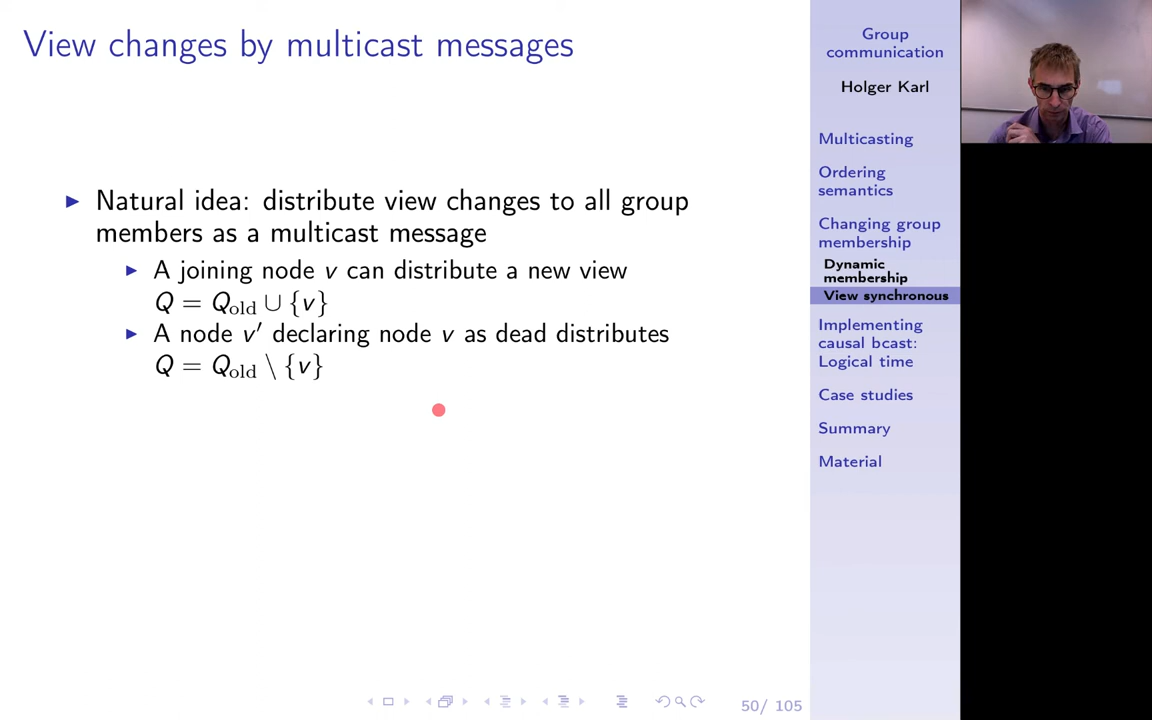 View changes by multicast messages
▶ Natural idea: distribute view changes to all group
members as a multicast message
▶ A joining node v can distribute a new view
Q = Q_old ∪ {v}
▶ A node v′ declaring node v as dead distributes
Q = Q_old \ {v}
50/ 105
Group
communication
Holger Karl
Multicasting
Ordering
semantics
Changing group
membership
Dynamic
membership
View synchronous
Implementing
causal bcast:
Logical time
Case studies
Summary
Material